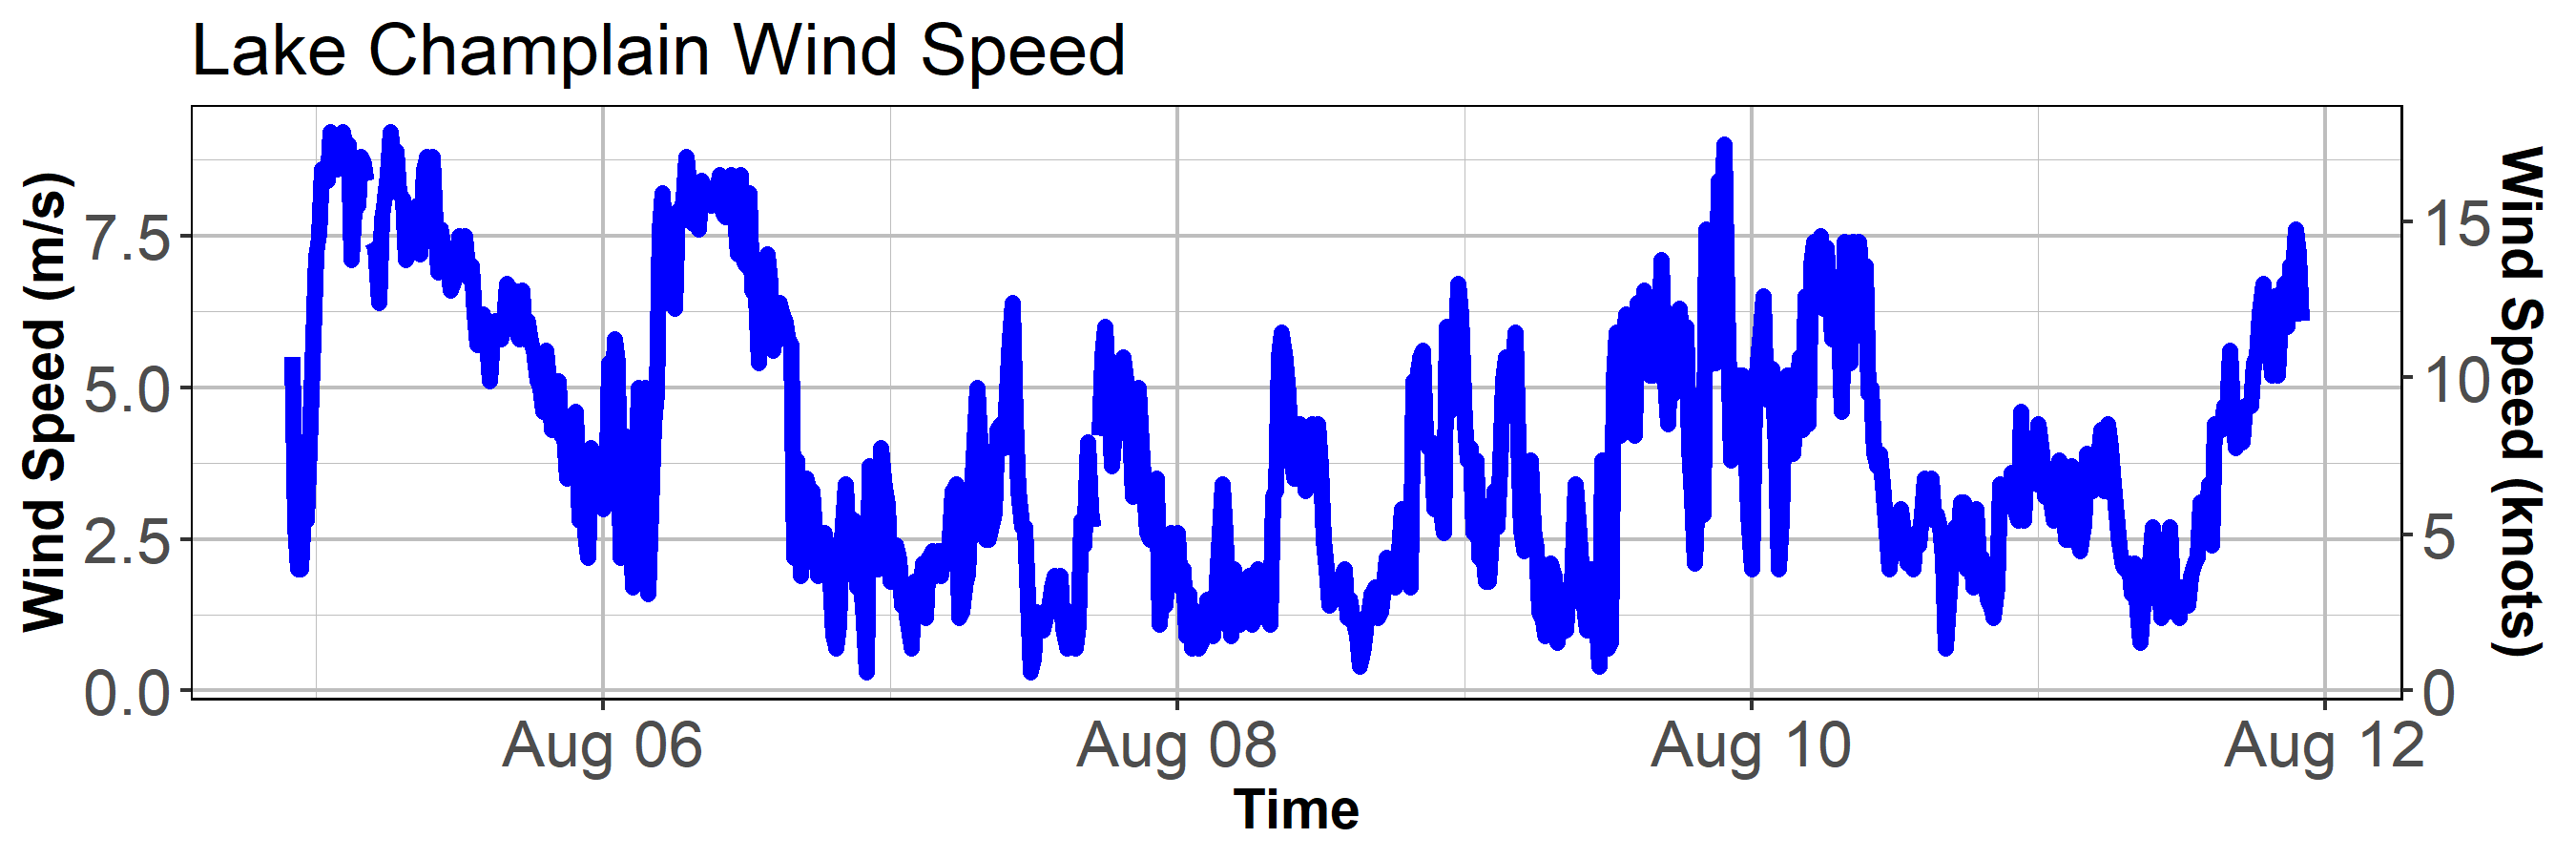 Lake Champlain Wind Speed
Wind Speed (m/s)
7.5
5.0
2.5
0.0
15
10
5
0
Wind Speed (knots)
Aug 06 Aug 08 Aug 10 Aug 12
Time